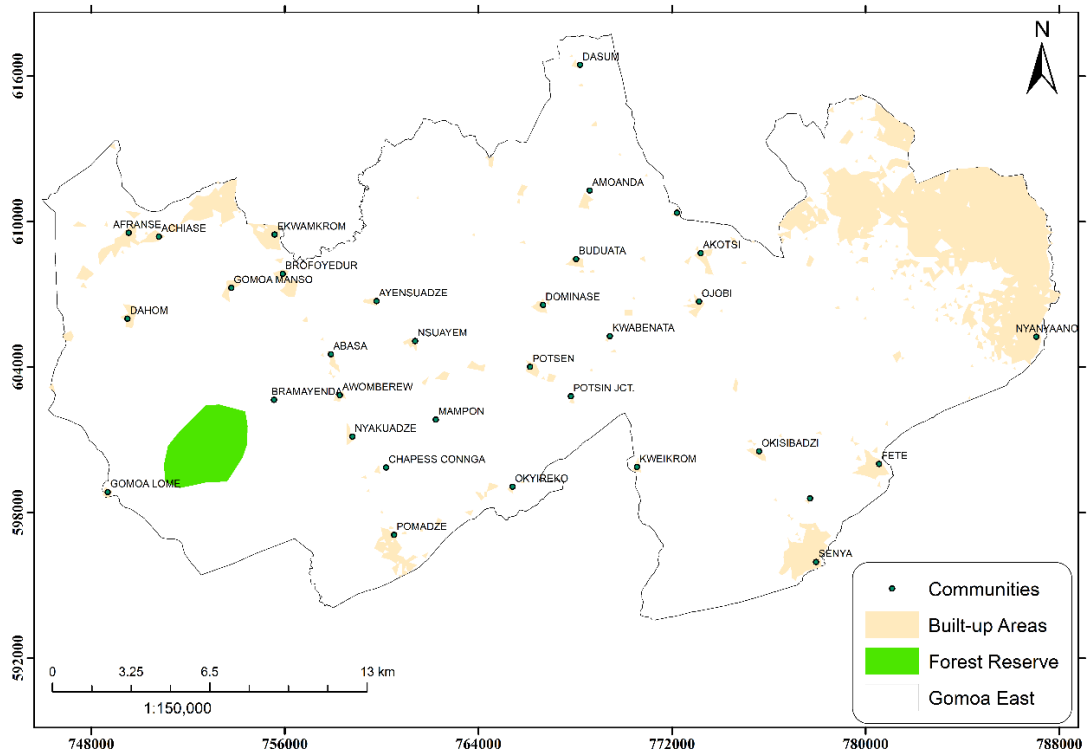 N
616000
610000
604000
598000
592000
DASUM
AMOANDA
AFRANSE
ACHIASE
EKWAMKROM
BUDUATA
AKOTSI
BROFOYEDUR
GOMOA MANSO
AYENSUADZE
DOMINASE
OJOBI
DAHOM
NSUAYEM
KWABENATA
NYANYAANO
ABASA
POTSEN
BRAMAYENDA
AWOMBEREW
POTSIN JCT.
MAMPON
NYAKUADZE
OKISIBADZI
FETE
CHAPESS CONNGA
KWEIKROM
GOMOA LOME
OKYIREKO
POMADZE
SENYA
Communities
Built-up Areas
Forest Reserve
Gomoa East
0 3.25 6.5 13 km
1:150,000
748000 756000 764000 772000 780000 788000